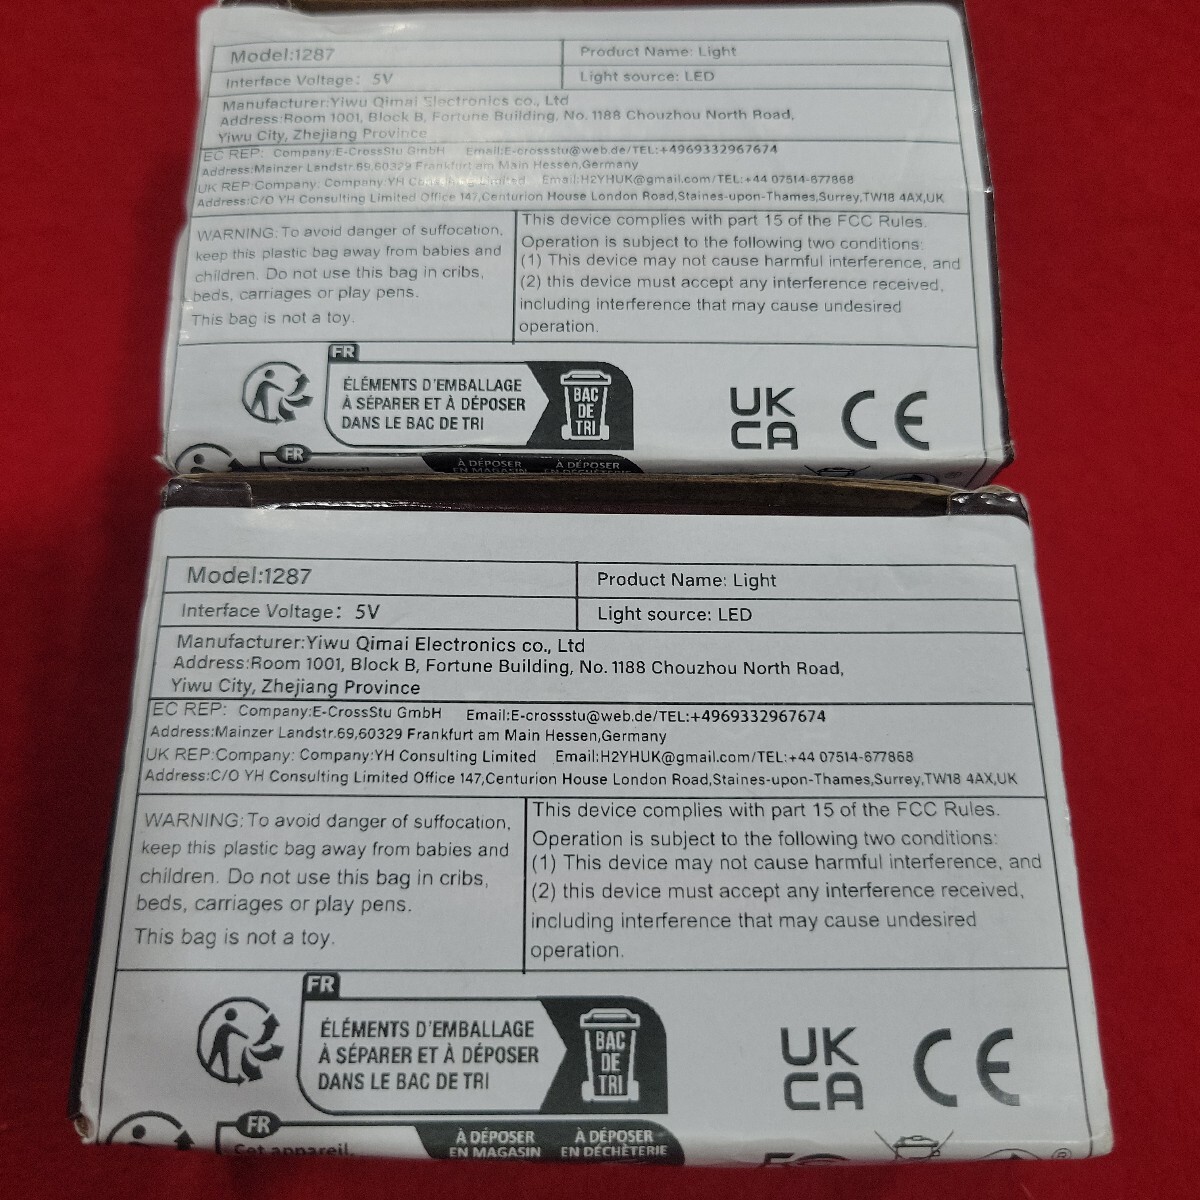 Model:1287
Product Name: Light
Interface Voltage: 5V
Light source: LED
Manufacturer:Yiwu Qimai Electronics co., Ltd
Address:Room 1001, Block B, Fortune Building, No. 1188 Chouzhou North Road,
Yiwu City, Zhejiang Province
EC REP: Company:E-CrossStu GmbH Email:E-crossstu@web.de/TEL:+4969332967674
Address:Mainzer Landstr.69,60329 Frankfurt am Main Hessen,Germany
UK REP:Company: Company:YH Limited Email:H2YHUK@gmail.com/TEL:+44 07514-677868
Address:C/O YH Consulting Limited Office 147,Centurion House London Road,Staines-upon-Thames,Surrey,TW18 4AX,UK
WARNING: To avoid danger of suffocation,
keep this plastic bag away from babies and
children. Do not use this bag in cribs,
beds, carriages or play pens.
This bag is not a toy.
This device complies with part 15 of the FCC Rules.
Operation is subject to the following two conditions:
(1) This device may not cause harmful interference, and
(2) this device must accept any interference received,
including interference that may cause undesired
operation.
FR
ÉLÉMENTS D'EMBALLAGE
À SÉPARER ET À DÉPOSER
DANS LE BAC DE TRI
BAC
DE
TRI
UK
CA
CE
FR
Cet appareil
À DÉPOSER
EN MAGASIN
À DÉPOSER
EN DÉCHÈTERIE
Model:1287
Product Name: Light
Interface Voltage: 5V
Light source: LED
Manufacturer:Yiwu Qimai Electronics co., Ltd
Address:Room 1001, Block B, Fortune Building, No. 1188 Chouzhou North Road,
Yiwu City, Zhejiang Province
EC REP: Company:E-CrossStu GmbH Email:E-crossstu@web.de/TEL:+4969332967674
Address:Mainzer Landstr.69,60329 Frankfurt am Main Hessen,Germany
UK REP:Company: Company:YH Consulting Limited Email:H2YHUK@gmail.com/TEL:+44 07514-677868
Address:C/O YH Consulting Limited Office 147,Centurion House London Road,Staines-upon-Thames,Surrey,TW18 4AX,UK
WARNING: To avoid danger of suffocation,
keep this plastic bag away from babies and
children. Do not use this bag in cribs,
beds, carriages or play pens.
This bag is not a toy.
This device complies with part 15 of the FCC Rules.
Operation is subject to the following two conditions:
(1) This device may not cause harmful interference, and
(2) this device must accept any interference received,
including interference that may cause undesired
operation.
FR
ÉLÉMENTS D'EMBALLAGE
À SÉPARER ET À DÉPOSER
DANS LE BAC DE TRI
BAC
DE
TRI
UK
CA
CE
FR
Cet appareil,
À DÉPOSER
EN MAGASIN
À DÉPOSER
EN DÉCHÈTERIE